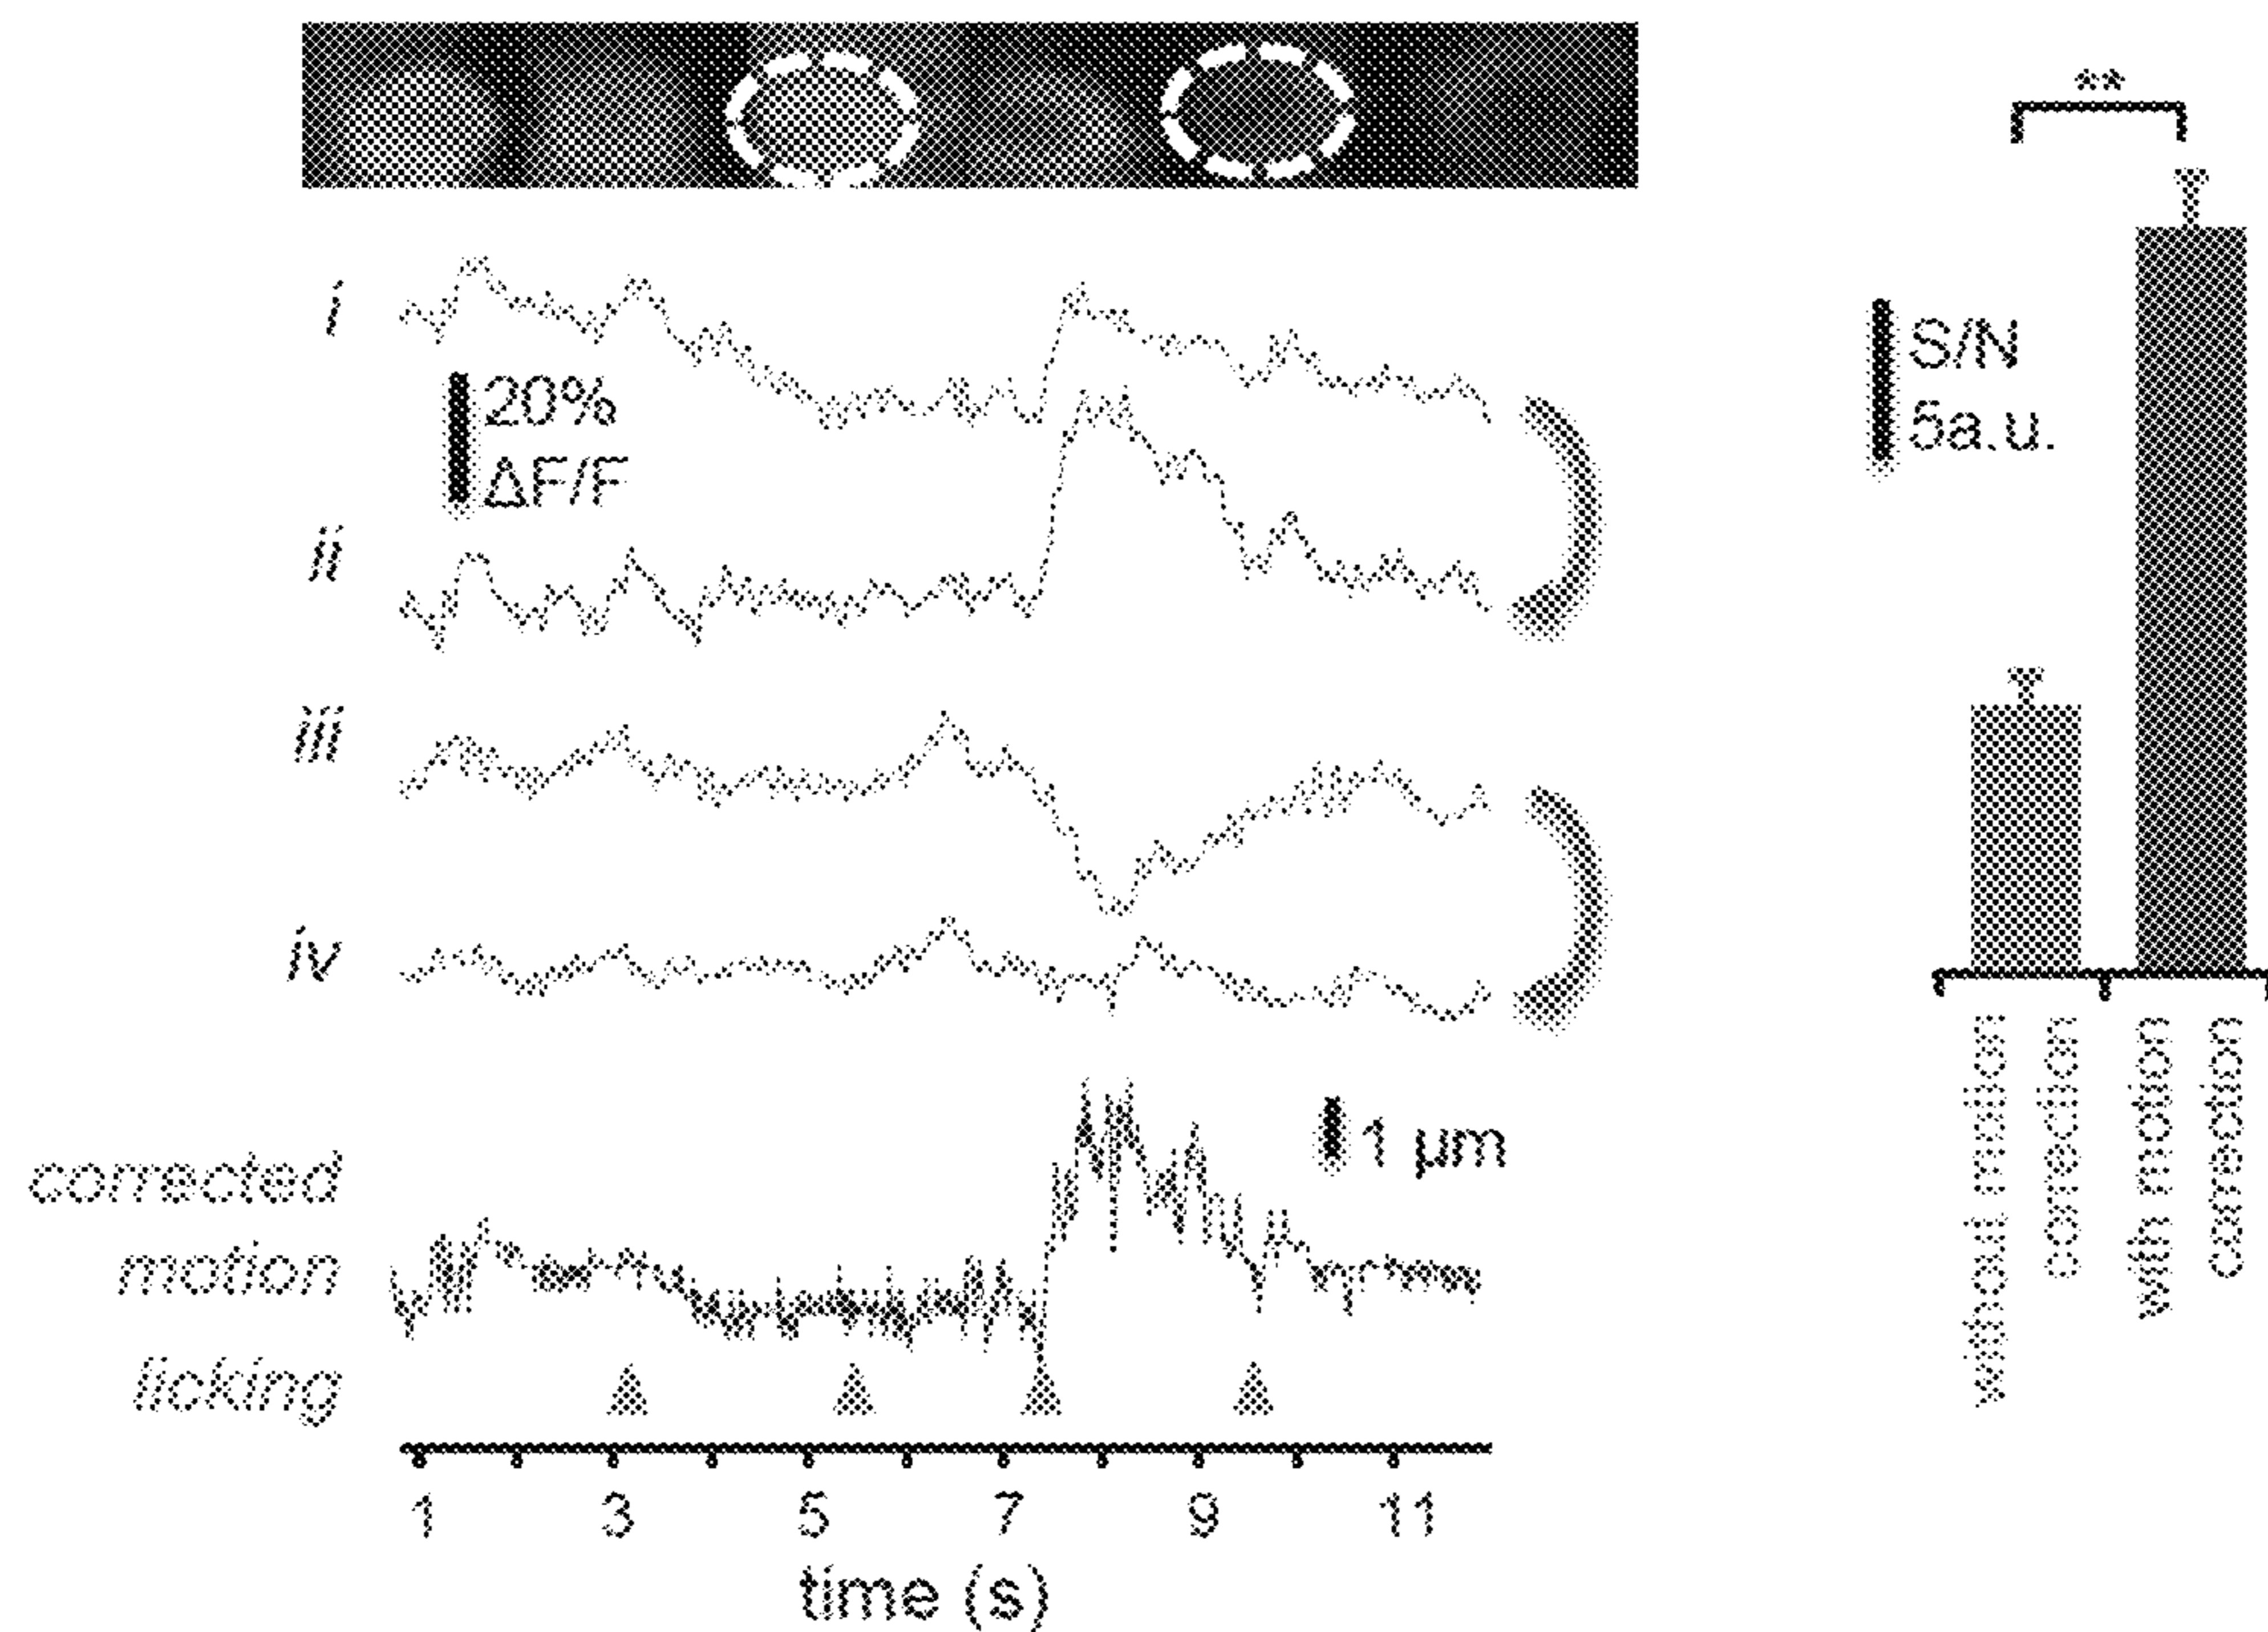 **
i
20%
ΔF/F
ii
iii
iv
corrected
motion
1 µm
licking
1 3 5 7 9 11
time (s)
S/N
5a.u.
without motion
correction
with motion
correction